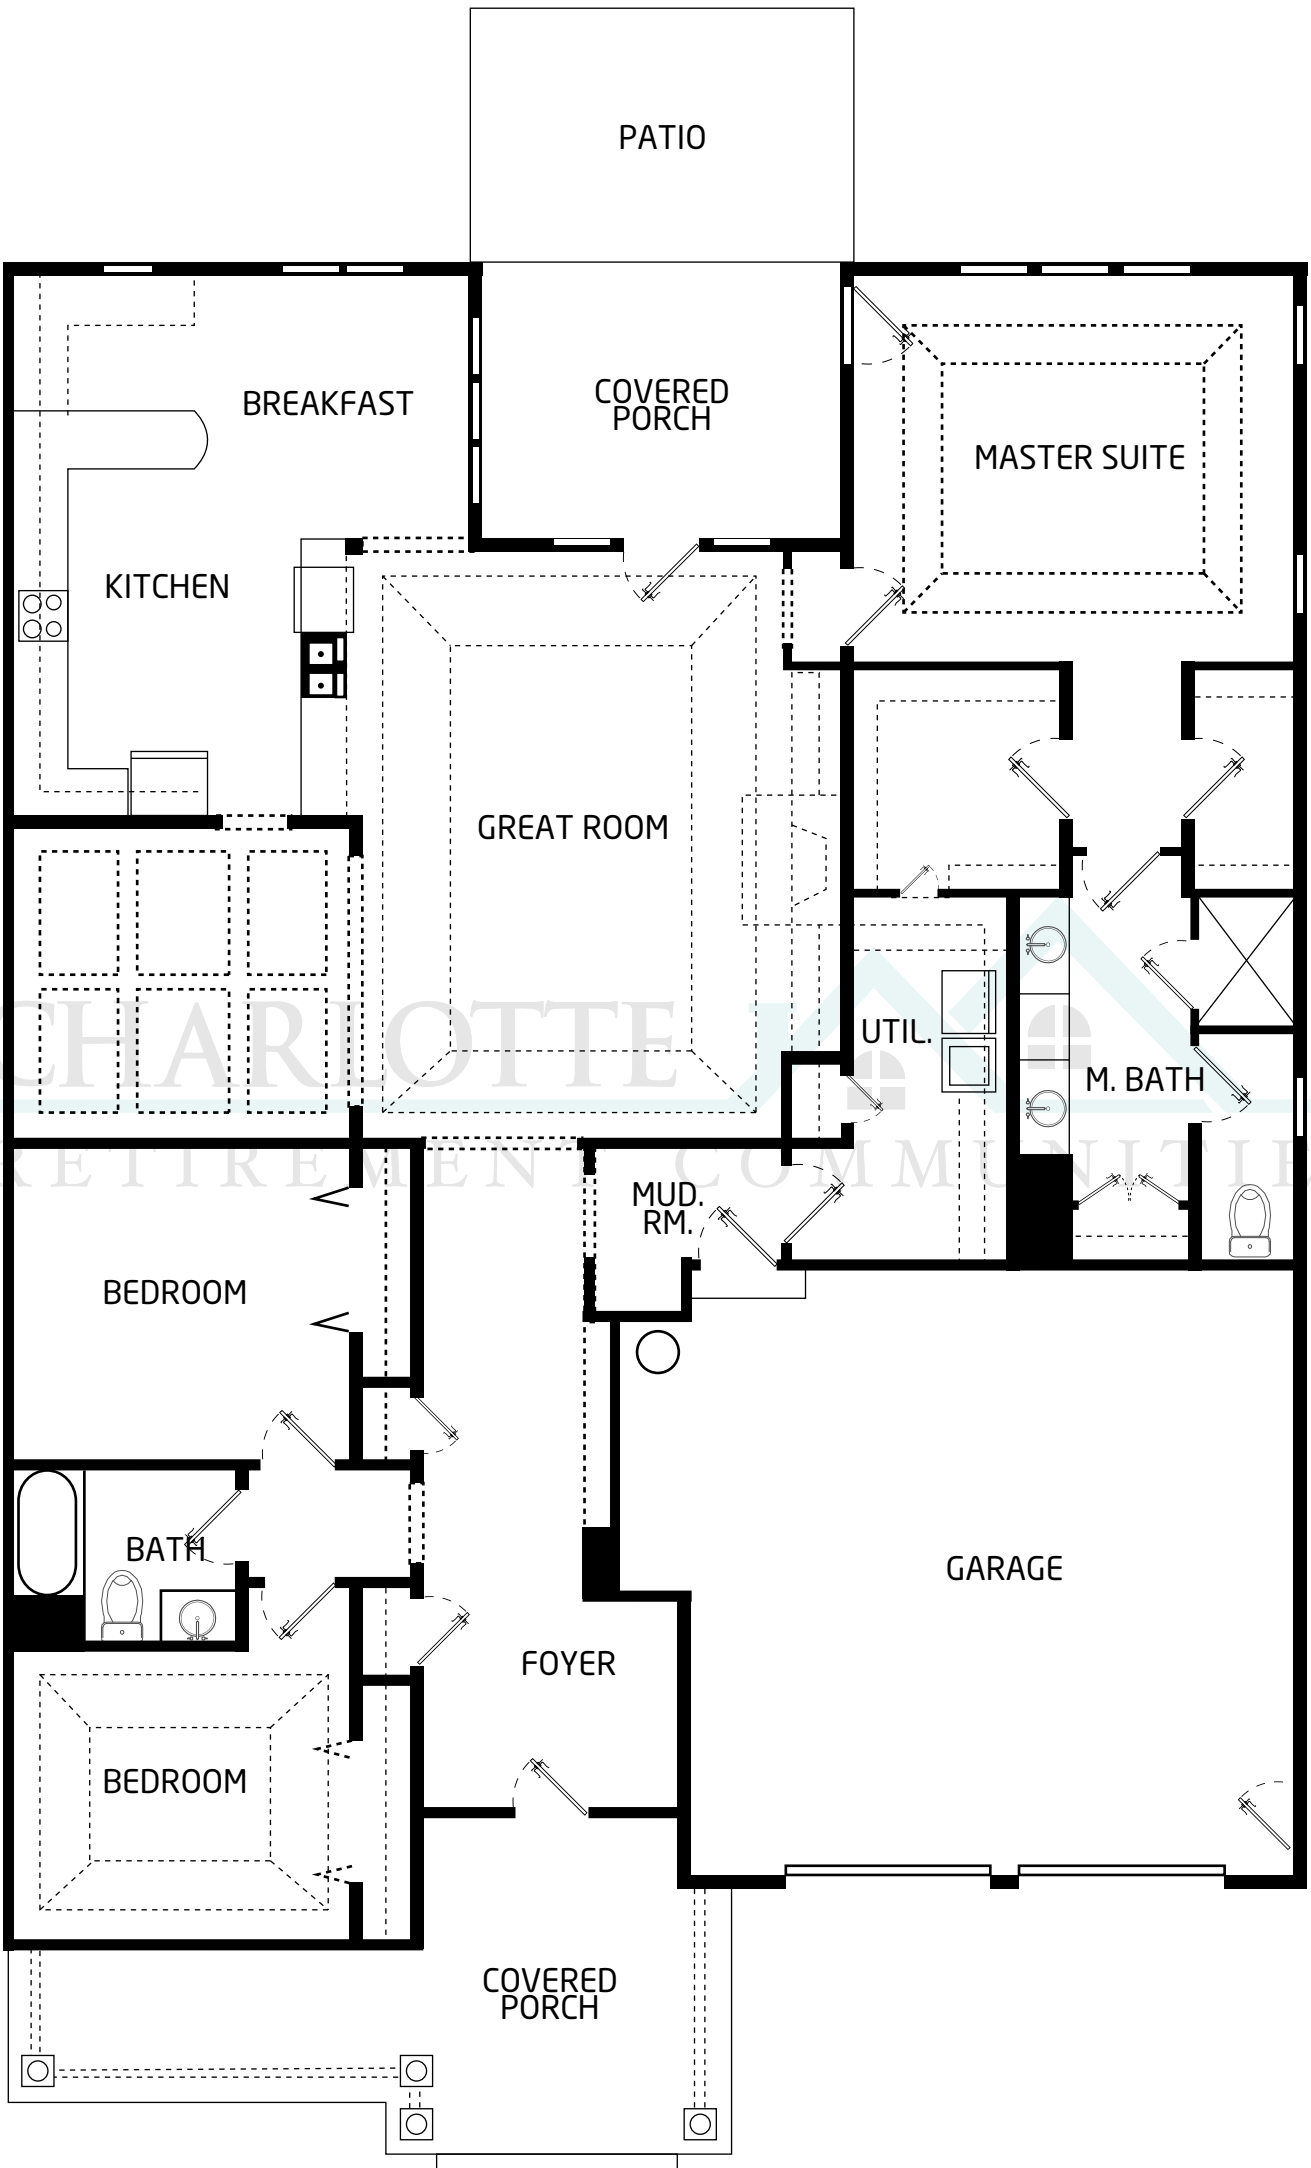 PATIO
BREAKFAST
COVERED
PORCH
MASTER SUITE
KITCHEN
GREAT ROOM
CHARLOTTE
UTIL.
M. BATH
RETIREMENT COMMUNITIE
MUD.
RM.
BEDROOM
BATH
GARAGE
FOYER
BEDROOM
COVERED
PORCH